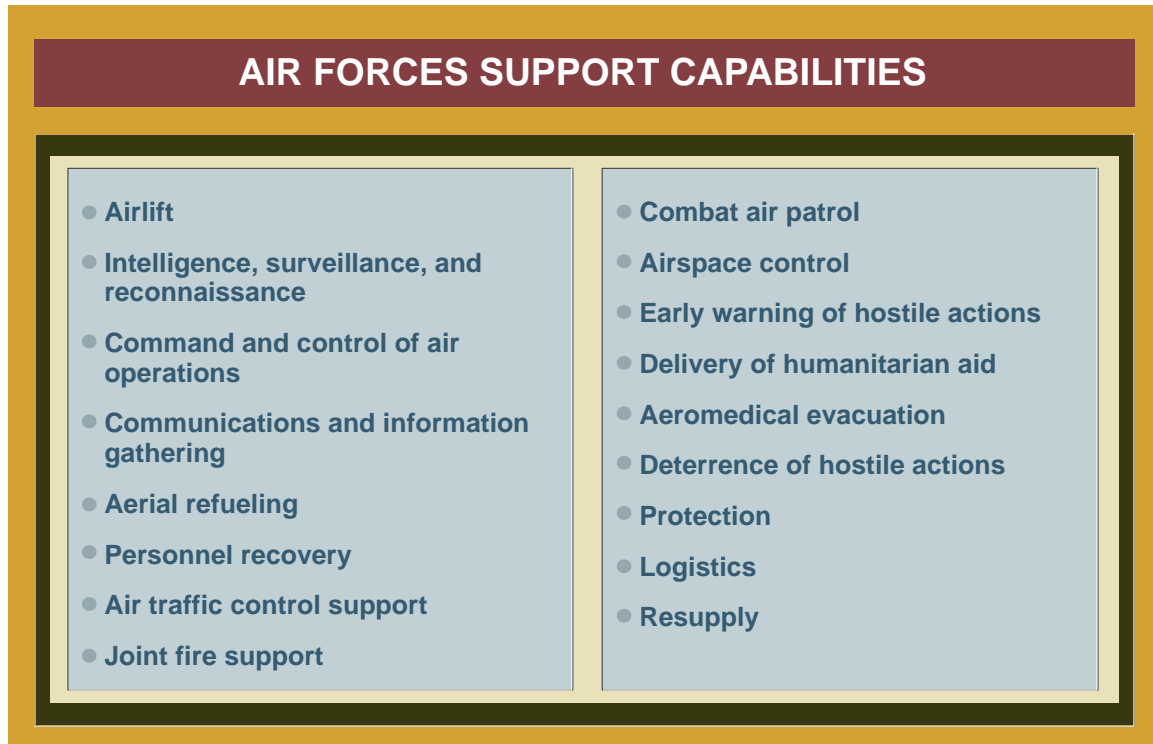 AIR FORCES SUPPORT CAPABILITIES
Airlift
Intelligence, surveillance, and
reconnaissance
Command and control of air
operations
Communications and information
gathering
Aerial refueling
Personnel recovery
Air traffic control support
Joint fire support
Combat air patrol
Airspace control
Early warning of hostile actions
Delivery of humanitarian aid
Aeromedical evacuation
Deterrence of hostile actions
Protection
Logistics
Resupply